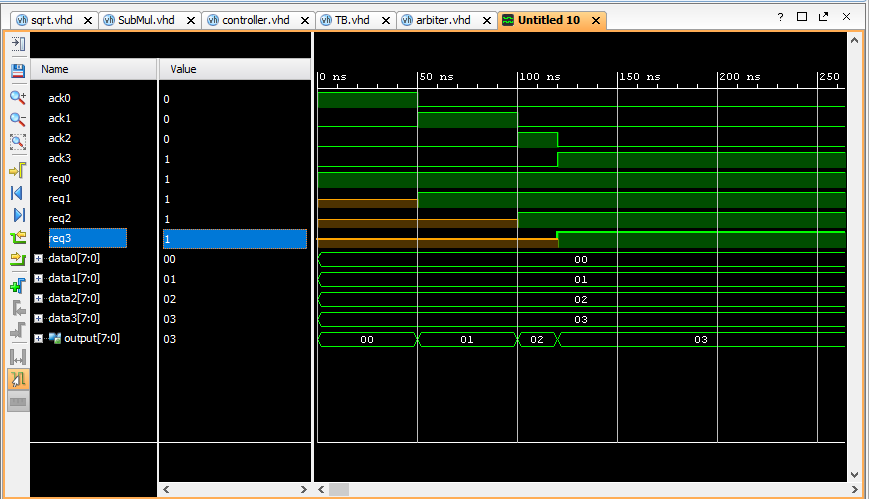 sqrt.vhd SubMul.vhd controller.vhd TB.vhd arbiter.vhd Untitled 10 ?
Name Value 0 ns 50 ns 100 ns 150 ns 200 ns 250
ack0 0
ack1 0
ack2 0
ack3 1
req0 1
req1 1
req2 1
req3 1
data0[7:0] 00 00
data1[7:0] 01 01
data2[7:0] 02 02
data3[7:0] 03 03
output[7:0] 03 00 01 02 03